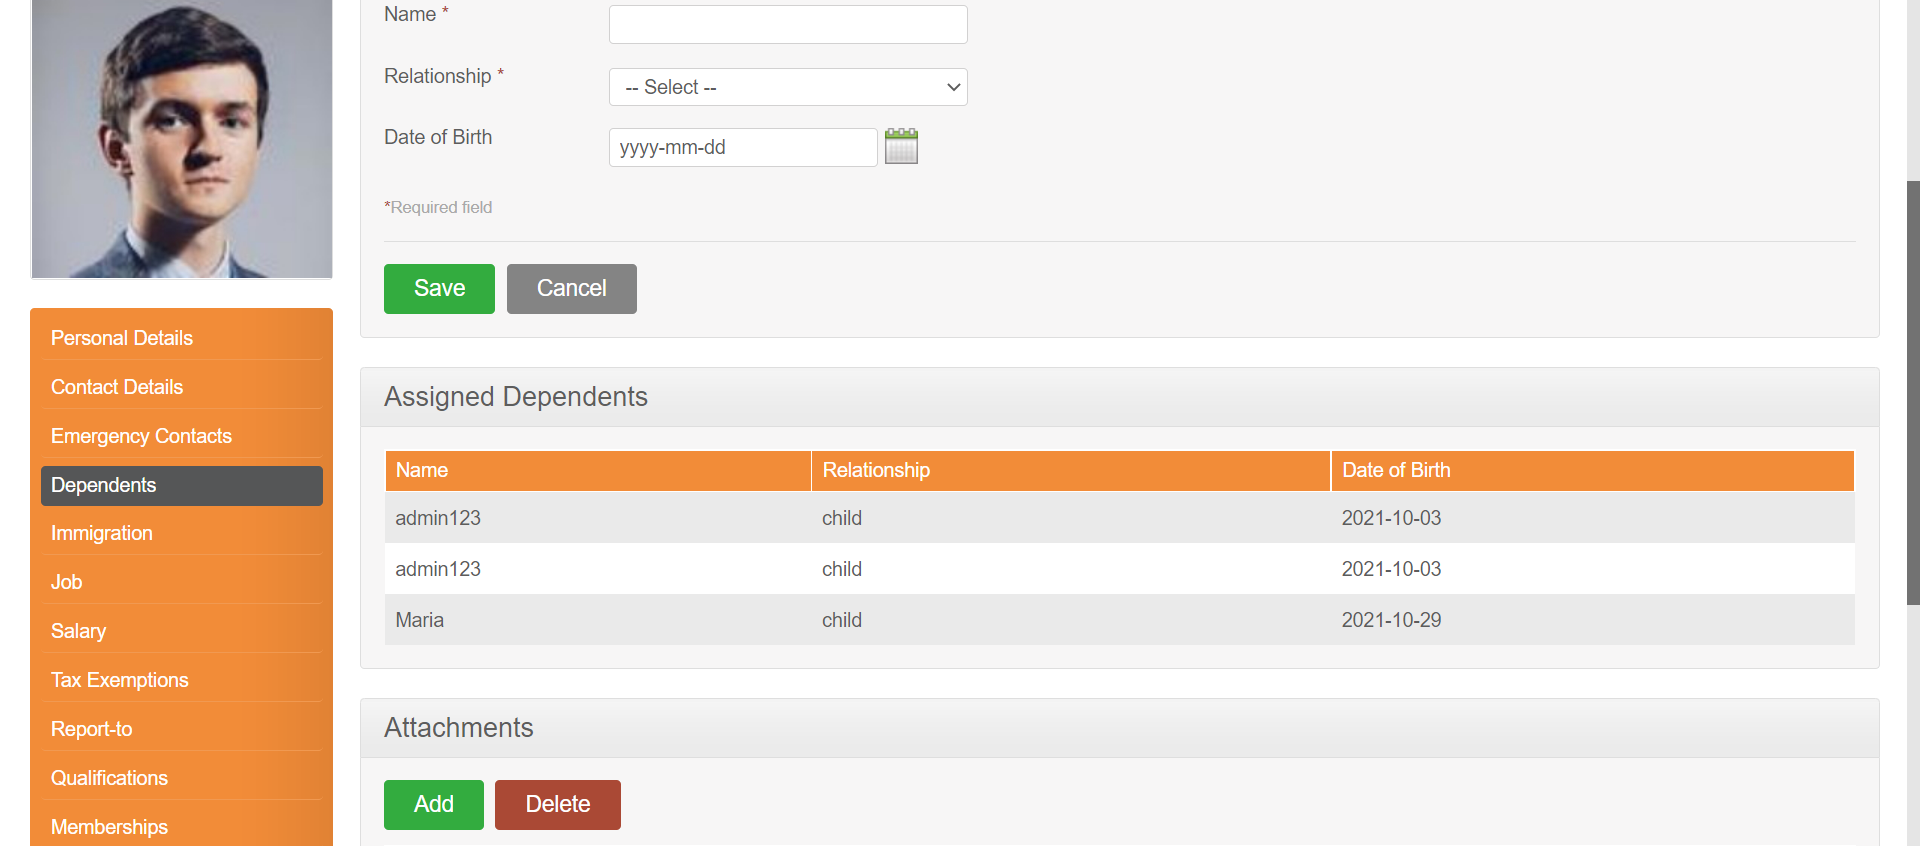 Name *
Relationship *
-- Select --
Date of Birth
yyyy-mm-dd
*Required field
Save Cancel
Personal Details
Contact Details
Emergency Contacts
Dependents
Immigration
Job
Salary
Tax Exemptions
Report-to
Qualifications
Memberships
Assigned Dependents
Name Relationship Date of Birth
admin123 child 2021-10-03
admin123 child 2021-10-03
Maria child 2021-10-29
Attachments
Add Delete